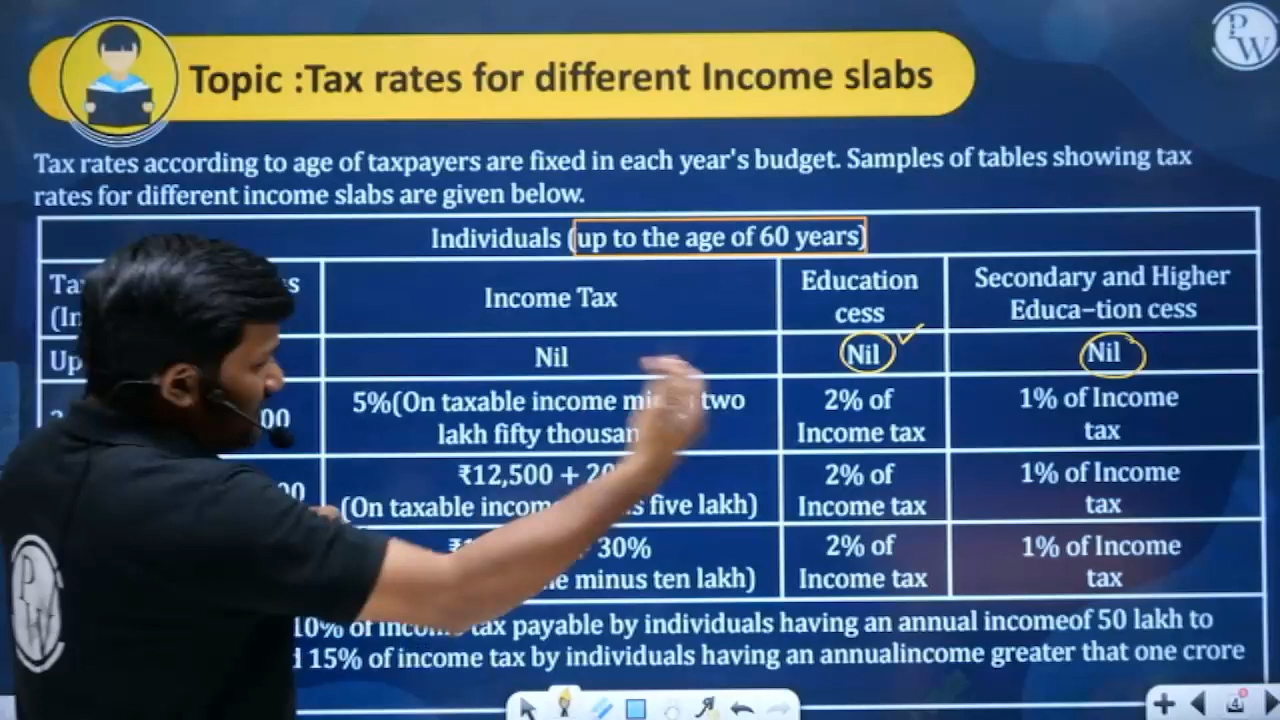 Topic :Tax rates for different Income slabs
PW
Tax rates according to age of taxpayers are fixed in each year's budget. Samples of tables showing tax
rates for different income slabs are given below.
Individuals (up to the age of 60 years)
Income Tax
Education
cess
Secondary and Higher
Educa-tion cess
Up
Nil
Nil
Nil
5%(On taxable income two
lakh fifty
2% of
Income tax
1% of Income
tax
₹12,500 +
(On taxable five lakh)
2% of
Income tax
1% of Income
tax
30%
minus ten lakh)
2% of
Income tax
1% of Income
tax
10% of tax payable by individuals having an annual incomeof 50 lakh to
15% of income tax by individuals having an annualincome greater that one crore
PW
4